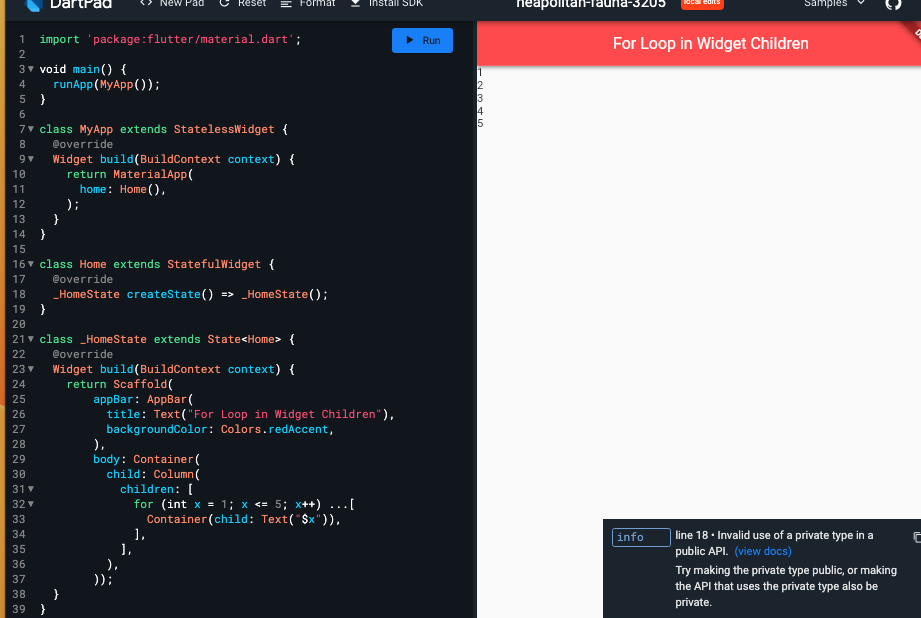 DartPad
<> New Pad
Reset
Format
Install SDK
neapolitan-fauna-3205
local edits
Samples
1 import 'package:flutter/material.dart';
Run
2
3 void main() {
4 runApp(MyApp());
5 }
6
7 class MyApp extends StatelessWidget {
8 @override
9 Widget build(BuildContext context) {
10 return MaterialApp(
11 home: Home(),
12 );
13 }
14 }
15
16 class Home extends StatefulWidget {
17 @override
18 _HomeState createState() => _HomeState();
19 }
20
21 class _HomeState extends State<Home> {
22 @override
23 Widget build(BuildContext context) {
24 return Scaffold(
25 appBar: AppBar(
26 title: Text("For Loop in Widget Children"),
27 backgroundColor: Colors.redAccent,
28 ),
29 body: Container(
30 child: Column(
31 children: [
32 for (int x = 1; x <= 5; x++) ...[
33 Container(child: Text("$x")),
34 ],
35 ],
36 ),
37 ));
38 }
39 }
For Loop in Widget Children
1
2
3
4
5
info
line 18 • Invalid use of a private type in a
public API. (view docs)
Try making the private type public, or making
the API that uses the private type also be
private.